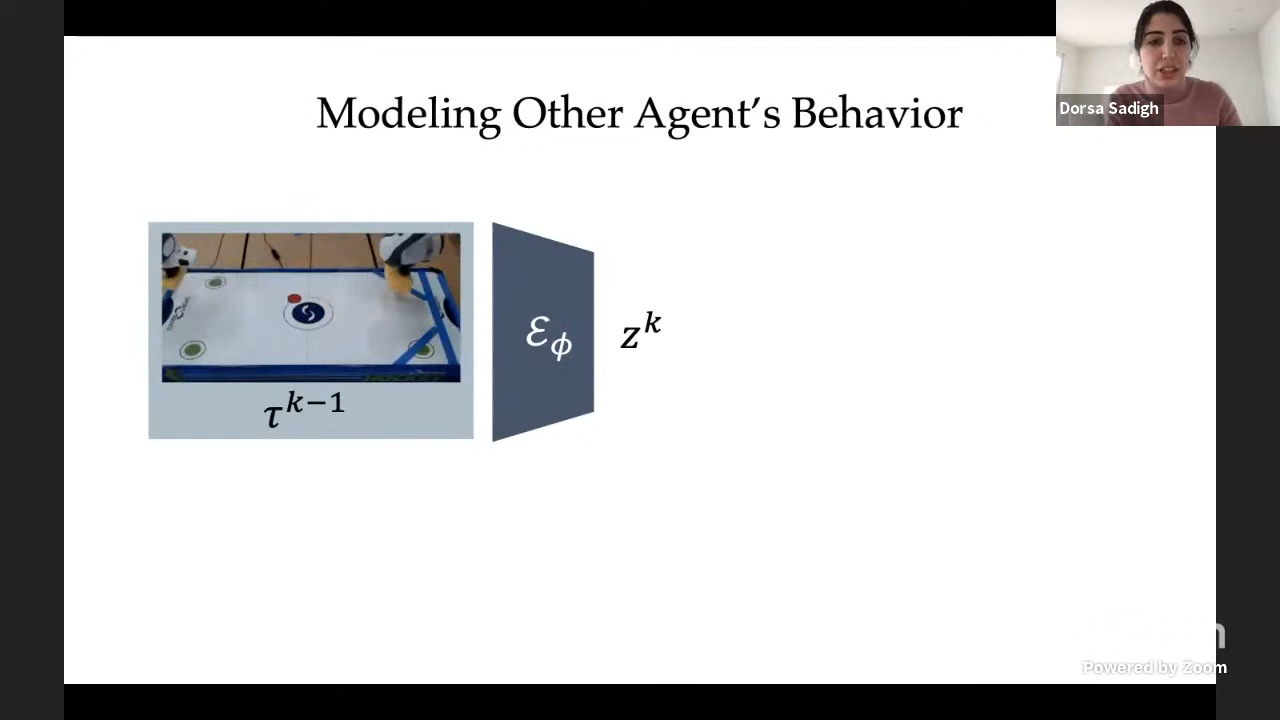 Modeling Other Agent's Behavior
Dorsa Sadigh
ℰ_ϕ
z^k
τ^{k−1}
Powered by Zoom